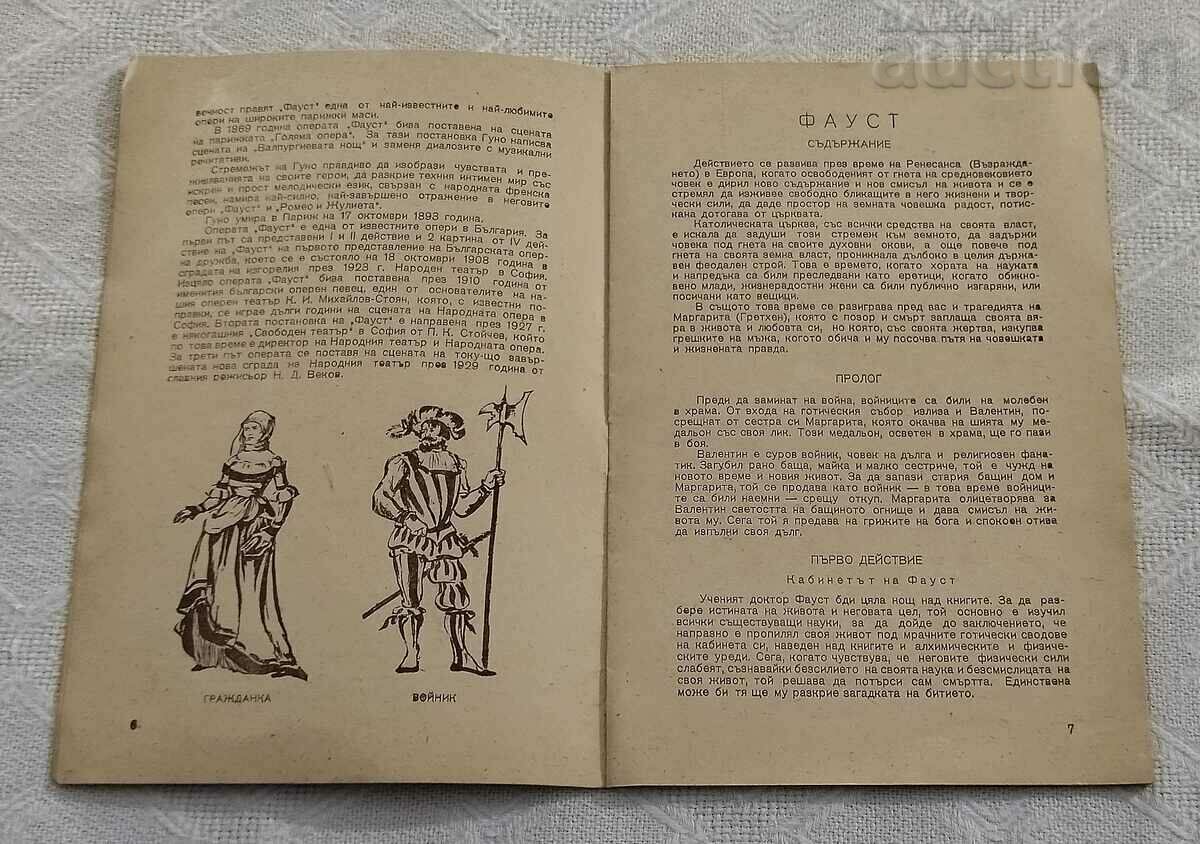 вечност правят „Фауст“ една от най-известните и най-любимите
опери на широките парижки маси.
В 1869 година операта „Фауст“ бива поставена на сцената
на парижката „Голяма опера“. За тази постановка Гуно написва
сцената на „Валпургиевата нощ“ и заменя диалозите с музикални
речитативи.
Стремежът на Гуно правдиво да изобрази чувствата и пре-
живяванията на своите герои, да разкрие техния интимен мир със
искрен и прост мелодически език, свързан с народната френска
песен, намира най-силно, най-завършено отражение в неговите
опери „Фауст“ и „Ромео и Жулиета“.
Гуно умира в Париж на 17 октомври 1893 година.
Операта „Фауст“ е една от известните опери в България. За
първи път са представени I и II действие и 2 картина от IV дей-
ствие на „Фауст“ на първото представление на Българската опер-
на дружба, което се е състояло на 18 октомври 1908 година в
сградата на изгорелия през 1923 г. Народен театър в София.
Изцяло операта „Фауст“ бива поставена през 1910 година от
именития български оперен певец, един от основателите на на-
шия оперен театър К. И. Михайлов-Стоян, която, с известни по-
правки, се играе дълги години на сцената на Народната опера в
София. Втората постановка на „Фауст“ е направена през 1927 г.
в някогашния „Свободен театър“ в София от П. К. Стойчев, който
по това време е директор на Народния театър и Народната опера.
За трети път операта се поставя на сцената на току-що завър-
шената нова сграда на Народния театър през 1929 година от
славния режисьор Н. Д. Веков.
ГРАЖДАНКА
ВОЙНИК
6
БАЛКАН
auction
ФАУСТ
СЪДЪРЖАНИЕ
Действието се развива през време на Ренесанса (Възражда-
нето) в Европа, когато освободеният от гнета на средновековието
човек е дирил ново съдържание и нов смисъл на живота и се е
стремял да изживее свободно бликащите в него жизнени и твор-
чески сили, да даде простор на земната човешка радост, потис-
кана дотогава от църквата.
Католическата църква, със всички средства на своята власт,
е искала да задуши този стремеж към земното, да задържи
човека под гнета на своите духовни окови, а още повече под
гнета на своята земна власт, проникнала дълбоко в целия държа-
вен феодален строй. Това е времето, когато хората на науката
и напредъка са били преследвани като еретици, когато обикно-
вено млади, жизнерадостни жени са били публично изгаряни, или
посичани като вещици.
В същото това време се разиграва пред вас и трагедията на
Маргарита (Гретхен), която с позор и смърт заплаща своята вя-
ра в живота и любовта си, но която, със своята жертва, изкупва
грешките на мъжа, когото обича и му посочва пътя на човешката
и жизнената правда.
ПРОЛОГ
Преди да заминат на война, войниците са били на молебен
в храма. От входа на готическия събор излиза и Валентин, по-
срещнат от сестра си Маргарита, която окачва на шията му ме-
дальон със своя лик. Този медальон, осветен в храма, ще го пази
в боя.
Валентин е суров войник, човек на дълга и религиозен фана-
тик. Загубил рано баща, майка и малко сестриче, той е чужд на
новото време и новия живот. За да запази стария бащин дом и
Маргарита, той се продава като войник — в това време войници-
те са били наемни — срещу откуп. Маргарита олицетворява за
Валентин светостта на бащиното огнище и дава смисъл на жи-
вота му. Сега той я предава на грижите на бога и спокоен отива
да изпълни своя дълг.
ПЪРВО ДЕЙСТВИЕ
Кабинетът на Фауст
Ученият доктор Фауст бди цяла нощ над книгите. За да раз-
бере истината на живота и неговата цел, той основно е изучил
всички съществуващи науки, за да дойде до заключението, че
напразно е пропилял своя живот под мрачните готически сводове
на кабинета си, наведен над книгите и алхимическите и физиче-
ските уреди. Сега, когато чувствува, че неговите физически сили
слабеят, съзнавайки безсилието на своята наука и безсмислицата на
своя живот, той решава да потърси сам смъртта. Единствена
може би тя ще му разкрие загадката на битието.
7